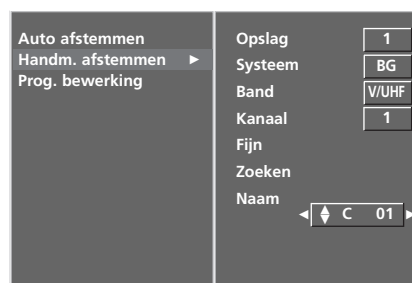 Auto afstemmen
Handm. afstemmen ►
Prog. bewerking
Opslag 1
Systeem BG
Band V/UHF
Kanaal 1
Fijn
Zoeken
Naam
◄ ▲▼ C 01 ►